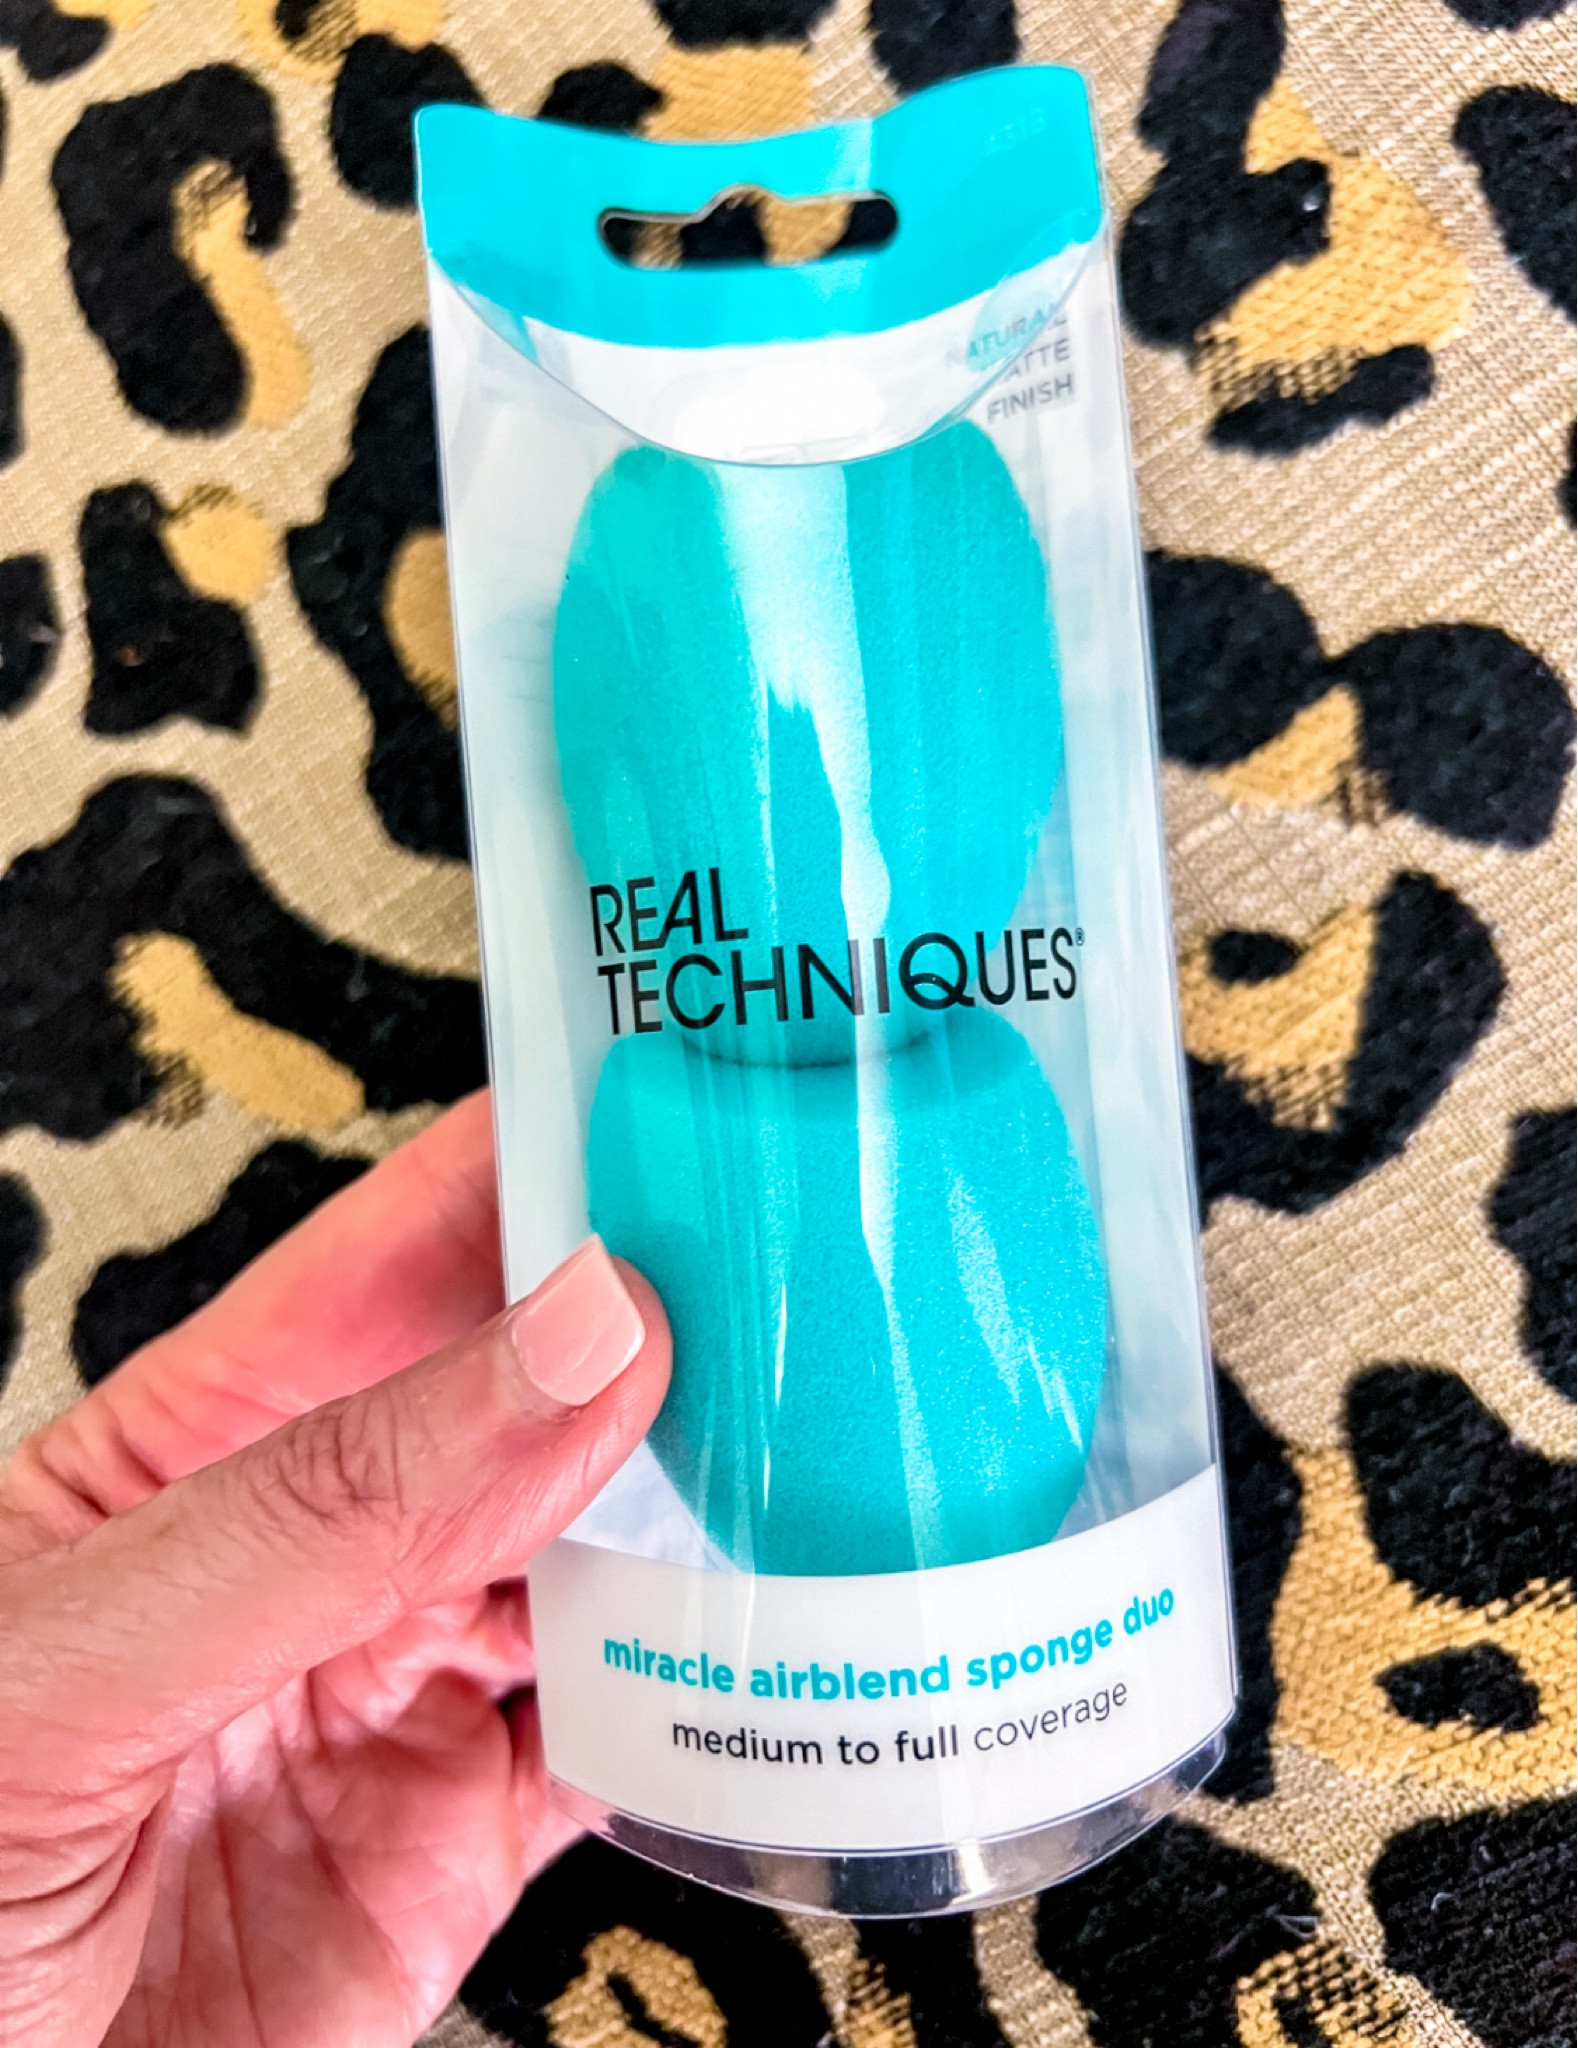 NATURAL
MATTE
FINISH
REAL
TECHNIQUES®
miracle airblend sponge duo
medium to full coverage